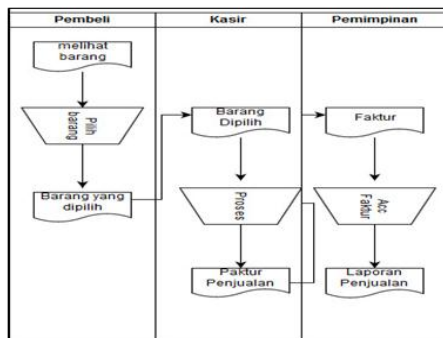 Pembeli
Kasir
Pemimpinan
melihat
barang
Pilih
barang
Barang yang
dipilih
Barang
Dipilih
Proses
Paktur
Penjualan
Faktur
Acc
Faktur
Laporan
Penjualan